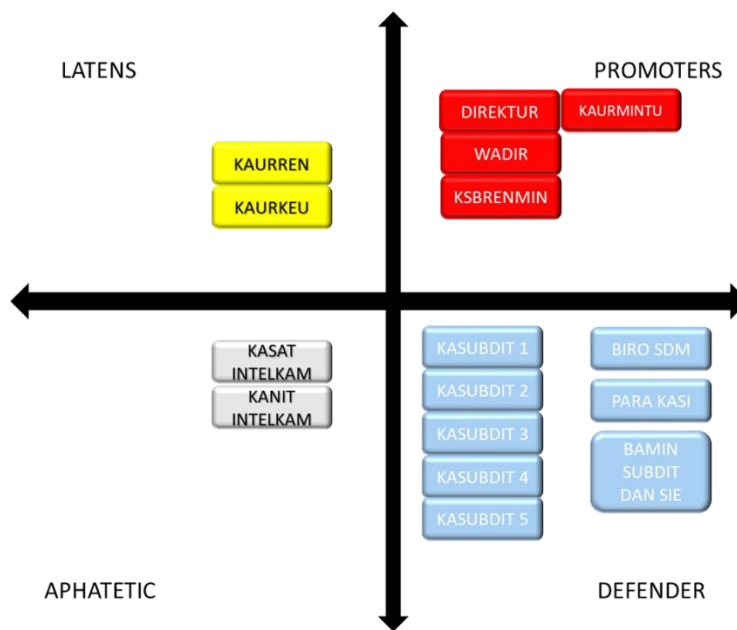 LATENS
PROMOTERS
DIREKTUR
KAURMINTU
WADIR
KSBRENMIN
KAURREN
KAURKEU
KASAT
INTELKAM
KANIT
INTELKAM
KASUBDIT 1
KASUBDIT 2
KASUBDIT 3
KASUBDIT 4
KASUBDIT 5
BIRO SDM
PARA KASI
BAMIN
SUBDIT
DAN SIE
APHATETIC
DEFENDER